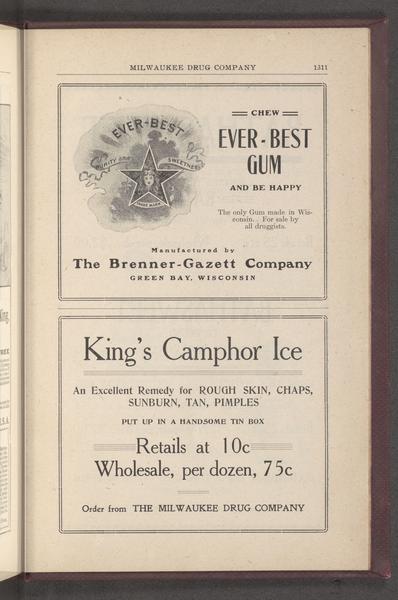 MILWAUKEE DRUG COMPANY 1311
EVER-BEST
PURITY AND SWEETNESS
TRADE MARK
CHEW
EVER-BEST
GUM
AND BE HAPPY
The only Gum made in Wis-
consin. For sale by
all druggists.
Manufactured by
The Brenner-Gazett Company
GREEN BAY, WISCONSIN
King's Camphor Ice
An Excellent Remedy for ROUGH SKIN, CHAPS,
SUNBURN, TAN, PIMPLES
PUT UP IN A HANDSOME TIN BOX
Retails at 10c
Wholesale, per dozen, 75c
Order from THE MILWAUKEE DRUG COMPANY